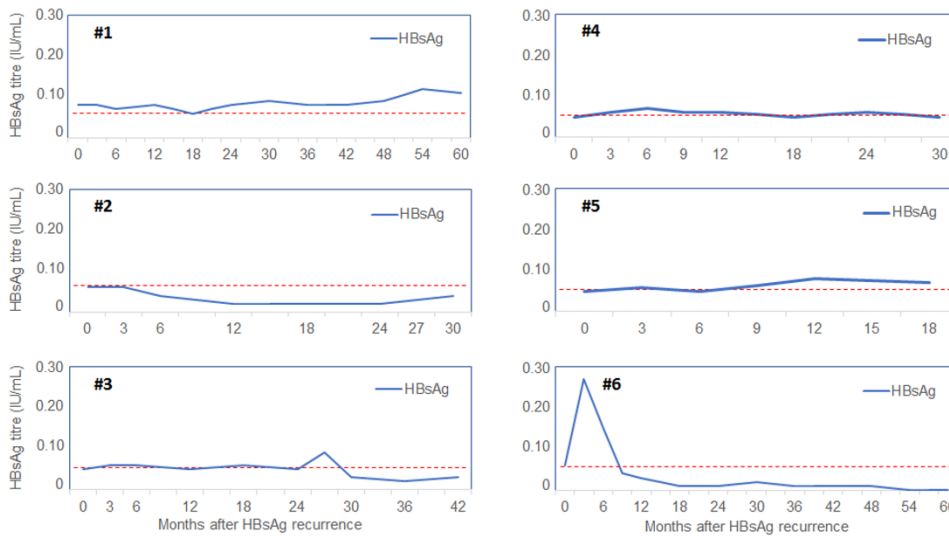 HBsAg titre (IU/mL)
0.30
0.20
0.10
0
#1
HBsAg
0 6 12 18 24 30 36 42 48 54 60
0.30
0.20
0.10
0
#4
HBsAg
0 3 6 9 12 18 24 30
HBsAg titre (IU/mL)
0.30
0.20
0.10
0
#2
HBsAg
0 3 6 12 18 24 27 30
0.30
0.20
0.10
0
#5
HBsAg
0 3 6 9 12 15 18
HBsAg titre (IU/mL)
0.30
0.20
0.10
0
#3
HBsAg
0 3 6 12 18 24 30 36 42
Months after HBsAg recurrence
0.30
0.20
0.10
0
#6
HBsAg
0 6 12 18 24 30 36 42 48 54
Months after HBsAg recurrence